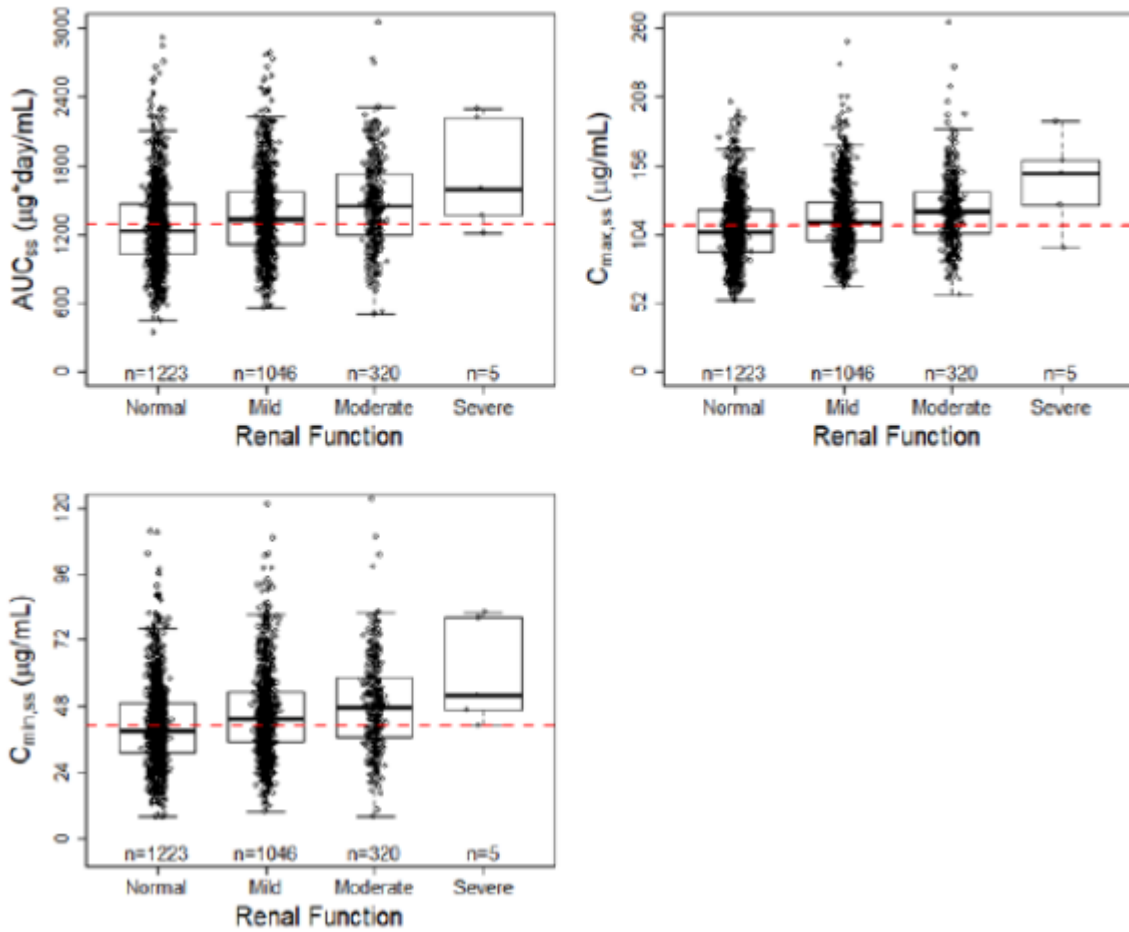 AUCss (µg*day/mL)
3000
2400
1800
1200
600
0
n=1223 n=1046 n=320 n=5
Normal Mild Moderate Severe
Renal Function
Cmax,ss (µg/mL)
260
208
156
104
52
0
n=1223 n=1046 n=320 n=5
Normal Mild Moderate Severe
Renal Function
Cmin,ss (µg/mL)
120
96
72
48
24
0
n=1223 n=1046 n=320 n=5
Normal Mild Moderate Severe
Renal Function